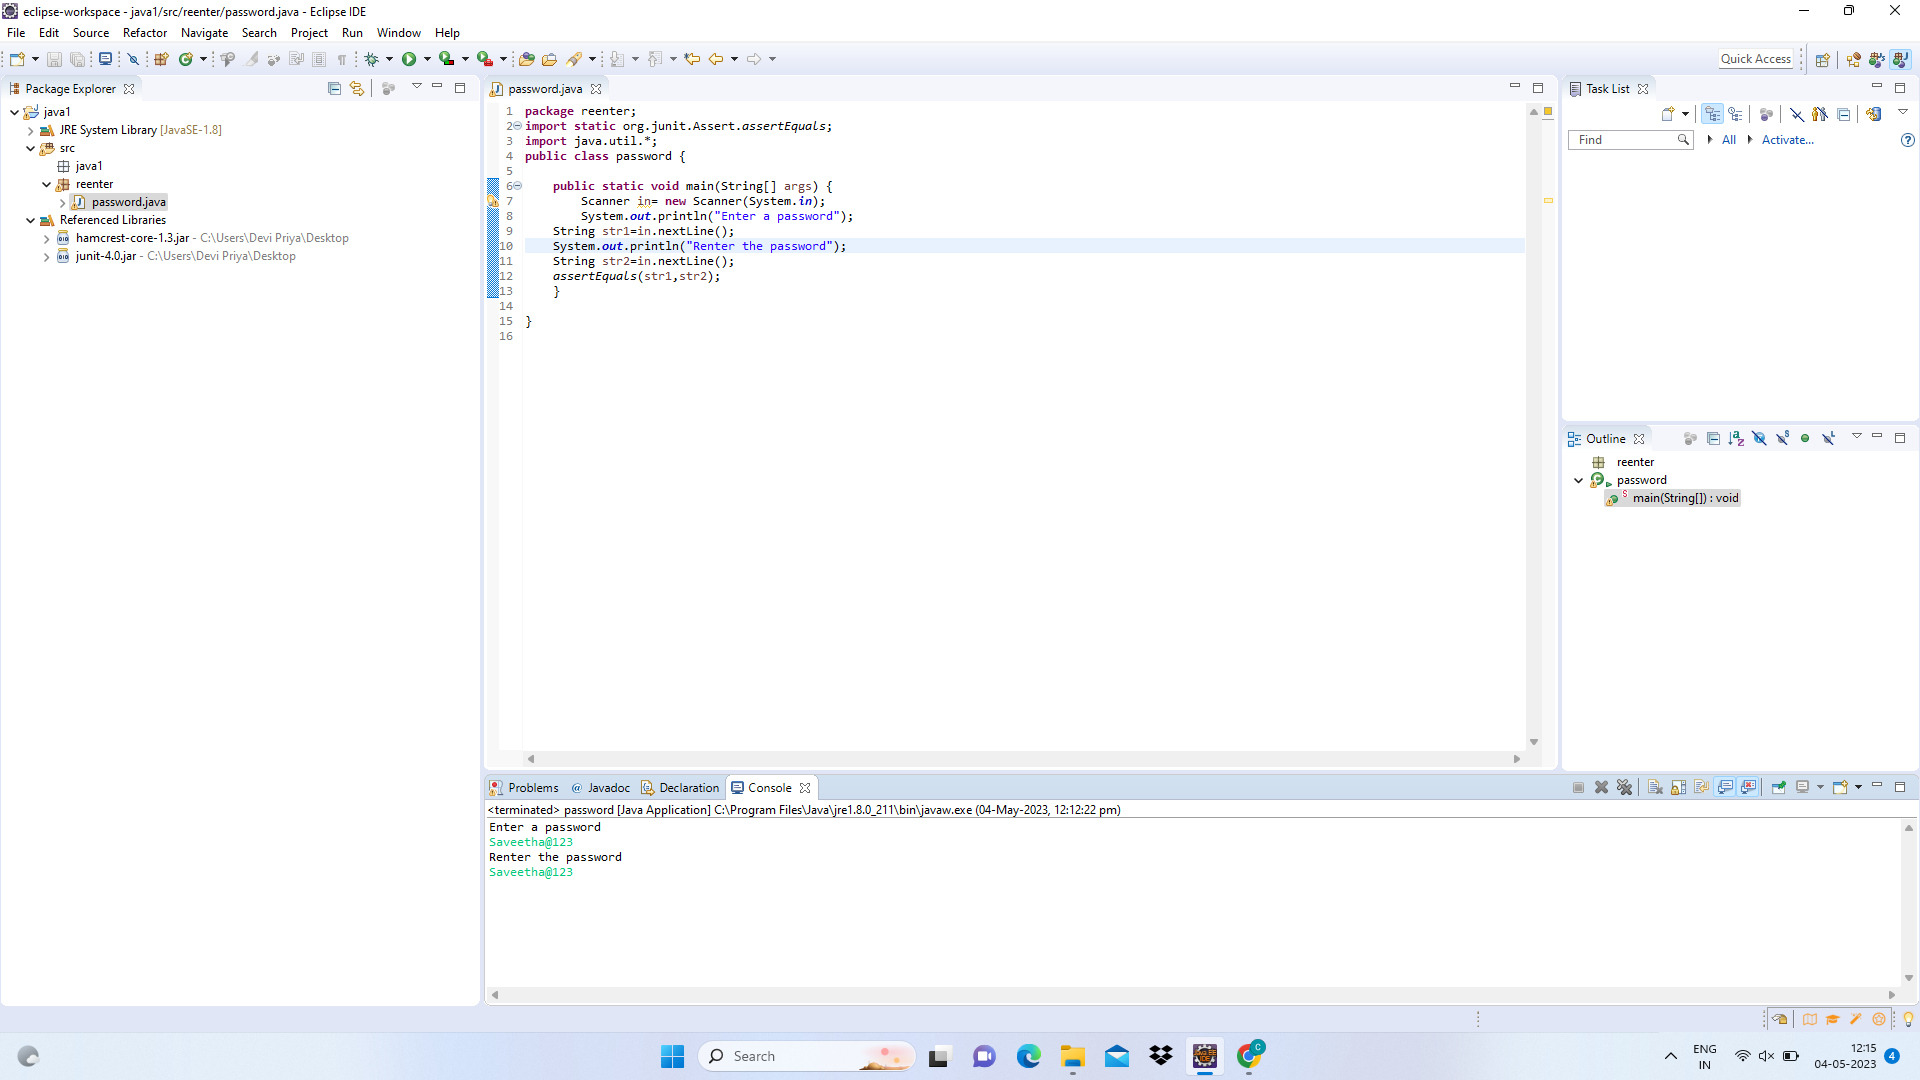 eclipse-workspace - java1/src/reenter/password.java - Eclipse IDE
File Edit Source Refactor Navigate Search Project Run Window Help
Quick Access
Package Explorer
java1
JRE System Library [JavaSE-1.8]
src
java1
reenter
password.java
Referenced Libraries
hamcrest-core-1.3.jar - C:\Users\Devi Priya\Desktop
junit-4.0.jar - C:\Users\Devi Priya\Desktop
password.java
1 package reenter;
2 import static org.junit.Assert.assertEquals;
3 import java.util.*;
4 public class password {
5
6 public static void main(String[] args) {
7 Scanner in= new Scanner(System.in);
8 System.out.println("Enter a password");
9 String str1=in.nextLine();
10 System.out.println("Renter the password");
11 String str2=in.nextLine();
12 assertEquals(str1,str2);
13 }
14
15 }
16
Task List
Find All Activate...
Outline
reenter
password
main(String[]) : void
Problems @ Javadoc Declaration Console
<terminated> password [Java Application] C:\Program Files\Java\jre1.8.0_211\bin\javaw.exe (04-May-2023, 12:12:22 pm)
Enter a password
Saveetha@123
Renter the password
Saveetha@123
Search
ENG
IN
12:15
04-05-2023
4